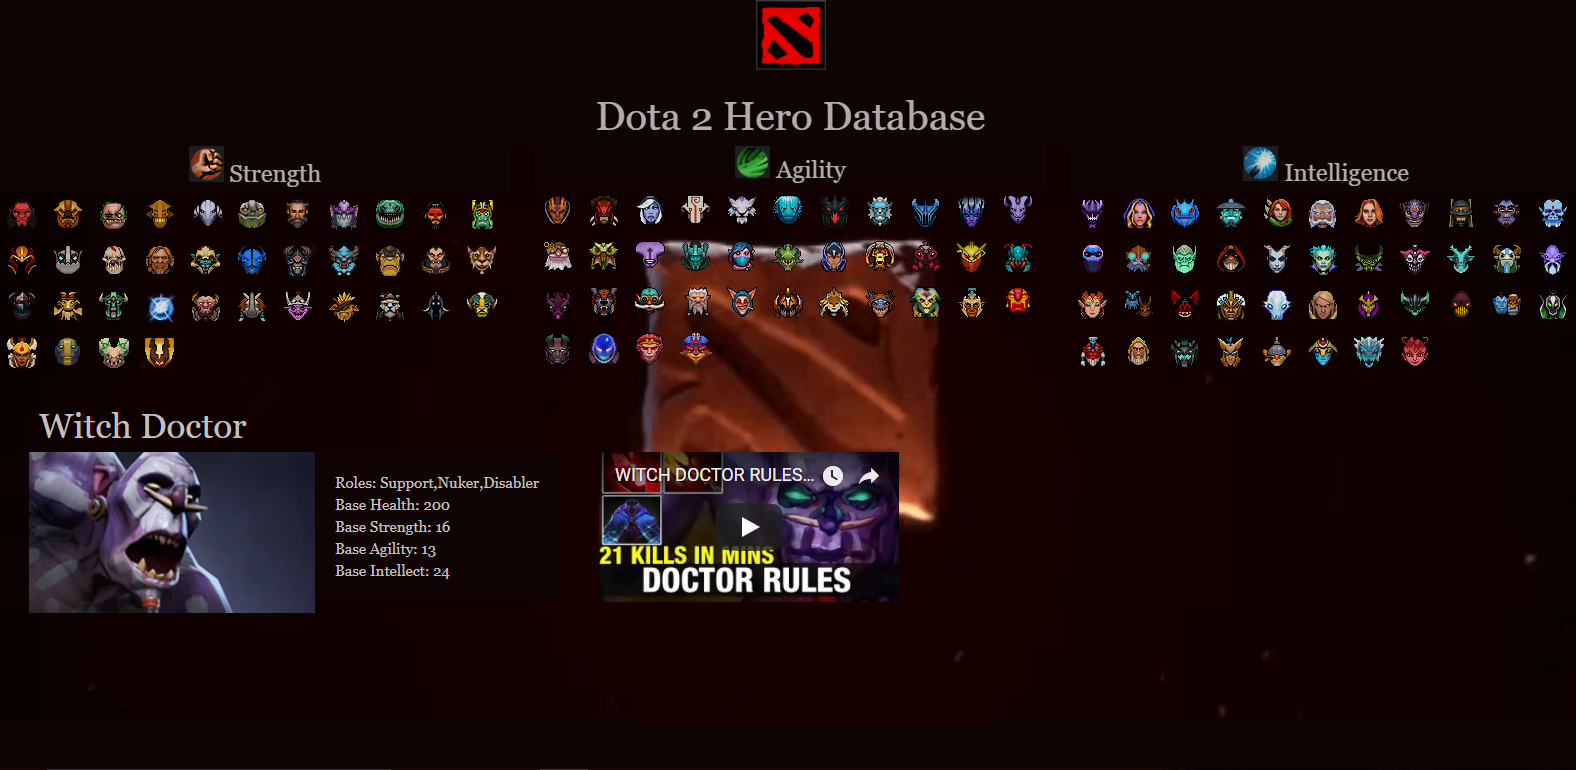 Dota 2 Hero Database
Strength
Agility
Intelligence
Witch Doctor
Roles: Support,Nuker,Disabler
Base Health: 200
Base Strength: 16
Base Agility: 13
Base Intellect: 24
WITCH DOCTOR RULES...
21 KILLS IN MINS
DOCTOR RULES